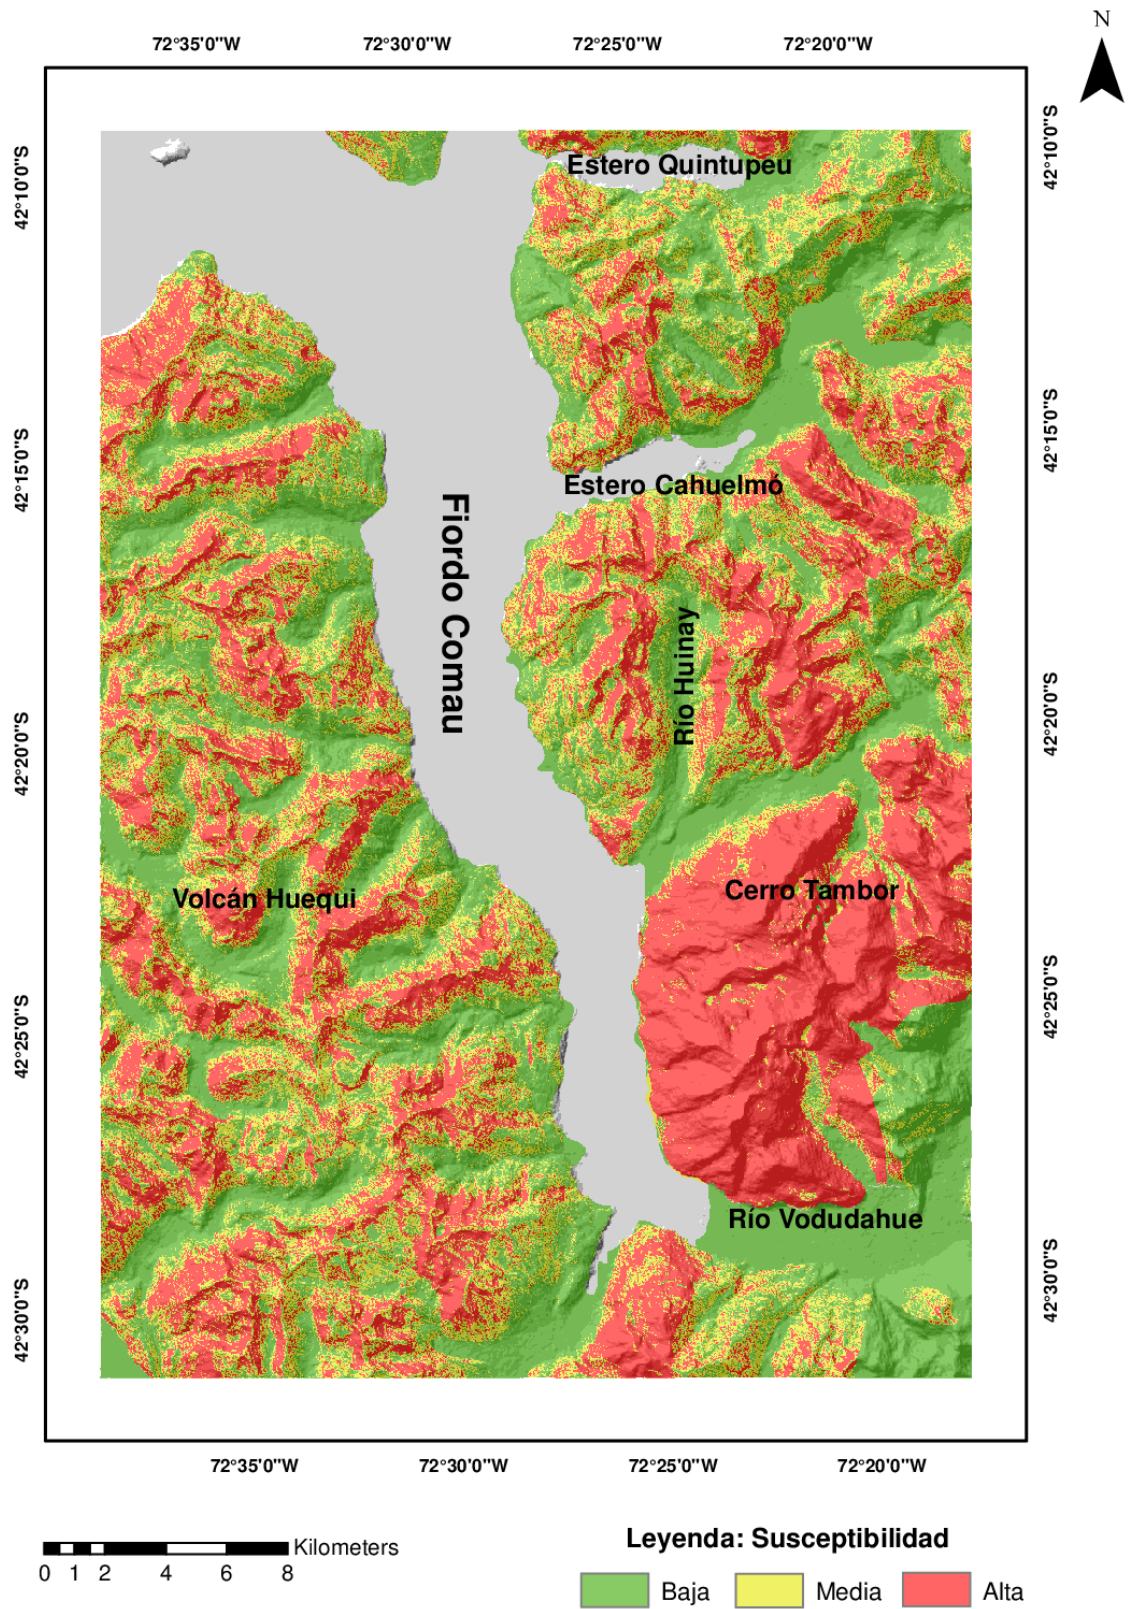 N
72°35'0"W 72°30'0"W 72°25'0"W 72°20'0"W
42°10'0"S
42°15'0"S
42°20'0"S
42°25'0"S
42°30'0"S
Estero Quintupeu
Estero Cahuelmó
Fiordo Comau
Río Huinay
Volcán Huequi
Cerro Tambor
Río Vodudahue
42°10'0"S
42°15'0"S
42°20'0"S
42°25'0"S
42°30'0"S
72°35'0"W 72°30'0"W 72°25'0"W 72°20'0"W
Kilometers
0 1 2 4 6 8
Leyenda: Susceptibilidad
Baja Media Alta